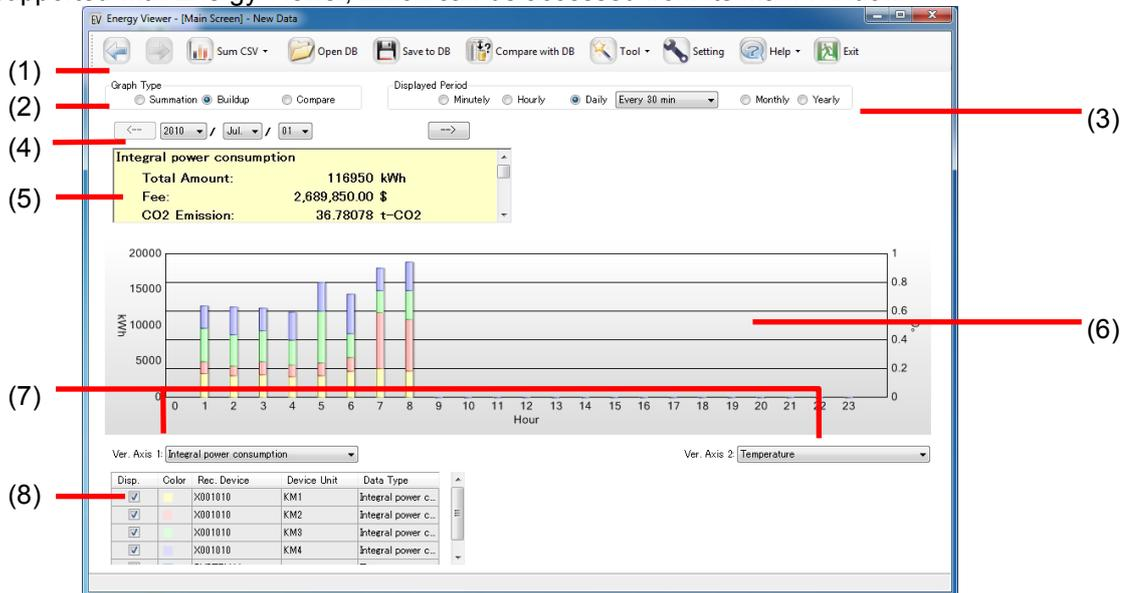 Energy Viewer - [Main Screen] - New Data
Sum CSV Open DB Save to DB Compare with DB Tool Setting Help Exit
(1)
Graph Type Displayed Period
(2) Summation Buildup Compare Minutely Hourly Daily Every 30 min Monthly Yearly (3)
(4) <-- 2010 / Jul. / 01 -->
Integral power consumption
Total Amount: 116950 kWh
(5) Fee: 2,689,850.00 $
CO2 Emission: 36.78078 t-CO2
20000 1
15000 0.8
kWh 10000 0.6 (6)
0.4
5000 0.2
(7) 0 0
0 1 2 3 4 5 6 7 8 9 10 11 12 13 14 15 16 17 18 19 20 21 22 23
Hour
Ver. Axis 1: Integral power consumption Ver. Axis 2: Temperature
Disp. Color Rec. Device Device Unit Data Type
(8) X001010 KM1 Integral power c...
X001010 KM2 Integral power c...
X001010 KM3 Integral power c...
X001010 KM4 Integral power c...